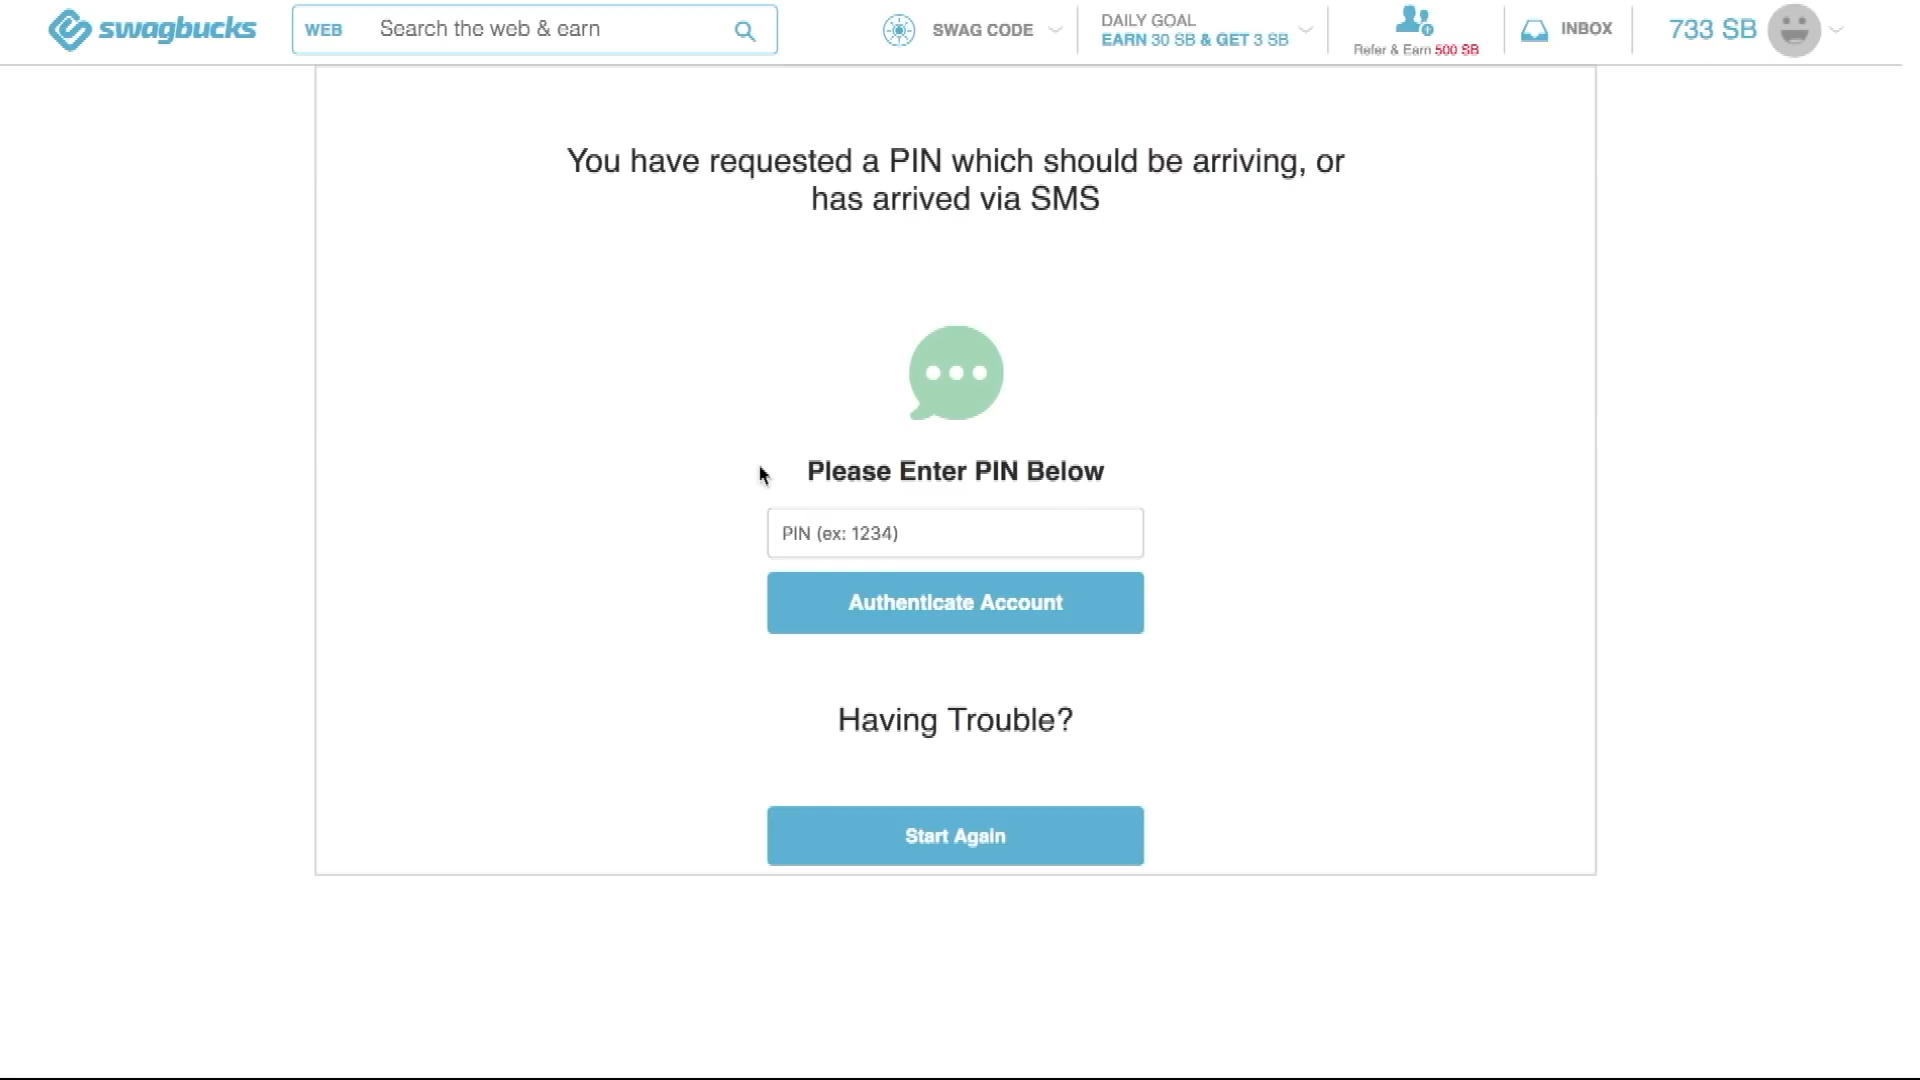 swagbucks
WEB
Search the web & earn
SWAG CODE
DAILY GOAL
EARN 30 SB & GET 3 SB
Refer & Earn 500 SB
INBOX
733 SB
You have requested a PIN which should be arriving, or
has arrived via SMS
Please Enter PIN Below
PIN (ex: 1234)
Authenticate Account
Having Trouble?
Start Again